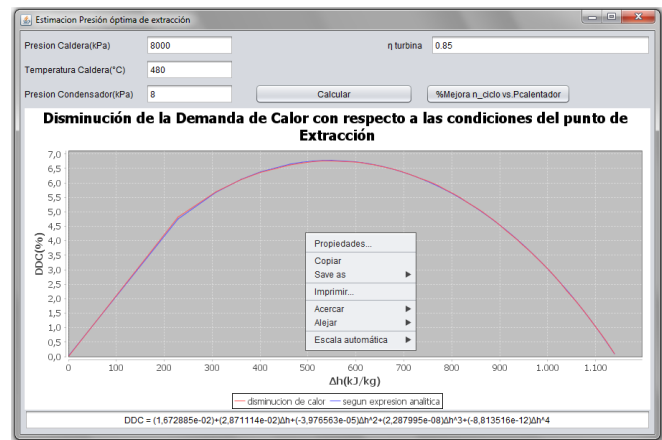 Estimacion Presión óptima de extracción
Presion Caldera(kPa) 8000 η turbina 0.85
Temperatura Caldera(°C) 480
Presion Condensador(kPa) 8 Calcular %Mejora n_ciclo vs.Pcalentador
Disminución de la Demanda de Calor con respecto a las condiciones del punto de
Extracción
7,0
6,5
6,0
5,5
5,0
4,5
4,0
3,5
3,0
2,5
2,0
1,5
1,0
0,5
0,0
DDC(%)
Propiedades...
Copiar
Save as
Imprimir...
Acercar
Alejar
Escala automática
0 100 200 300 400 500 600 700 800 900 1.000 1.100
Δh(kJ/kg)
disminucion de calor segun expresion analitica
DDC = (1,672885e-02)+(2,871114e-02)Δh+(-3,976563e-05)Δh^2+(2,287995e-08)Δh^3+(-8,813516e-12)Δh^4